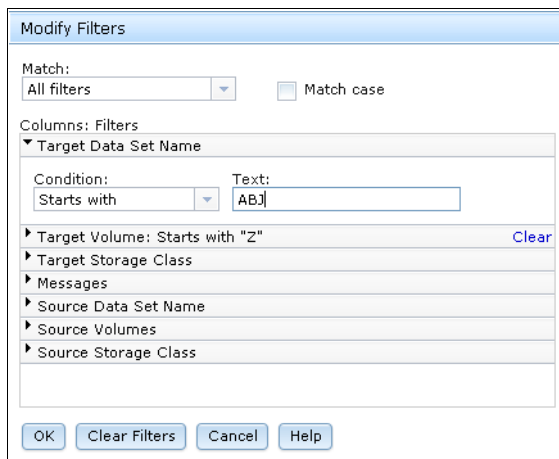 Modify Filters
Match:
All filters
Match case
Columns: Filters
Target Data Set Name
Condition: Text:
Starts with ABJ
Target Volume: Starts with "Z" Clear
Target Storage Class
Messages
Source Data Set Name
Source Volumes
Source Storage Class
OK Clear Filters Cancel Help